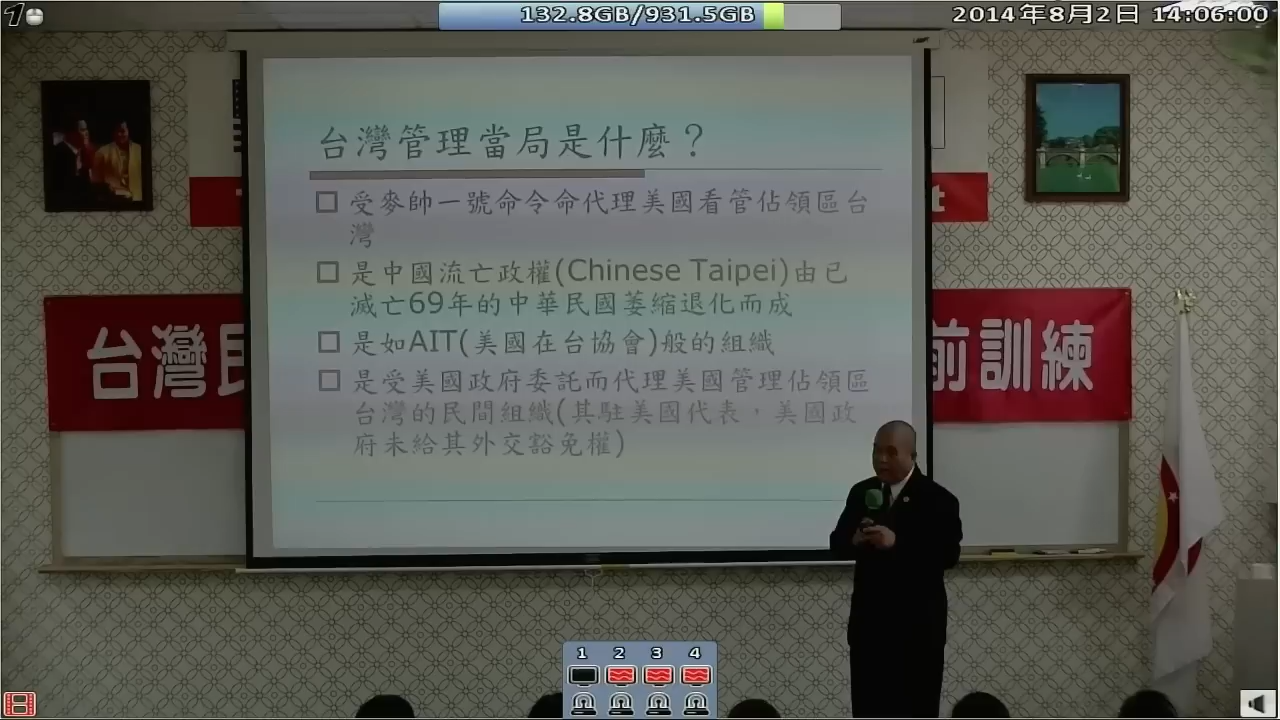 1
132.8GB/931.5GB
2014年8月2日 14:06:00
台灣管理當局是什麼？
受麥帥一號命令命代理美國看管佔領區台
灣
是中國流亡政權(Chinese Taipei)由已
滅亡69年的中華民國萎縮退化而成
是如AIT(美國在台協會)般的組織
是受美國政府委託而代理美國管理佔領區
台灣的民間組織(其駐美國代表，美國政
府未給其外交豁免權)
t
台灣民
前訓練
1 2 3 4